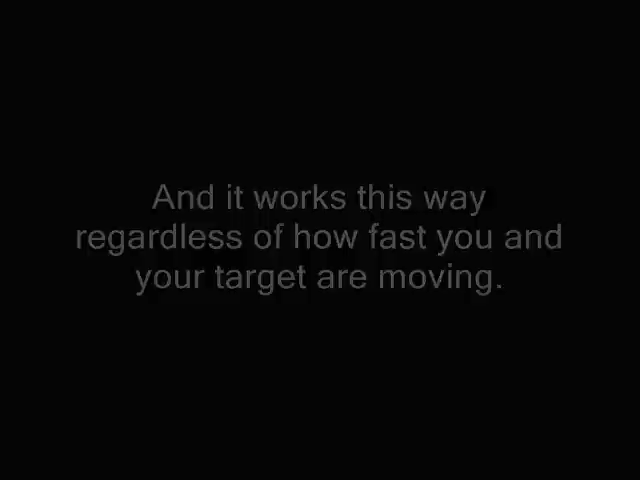 And it works this way
regardless of how fast you and
your target are moving.